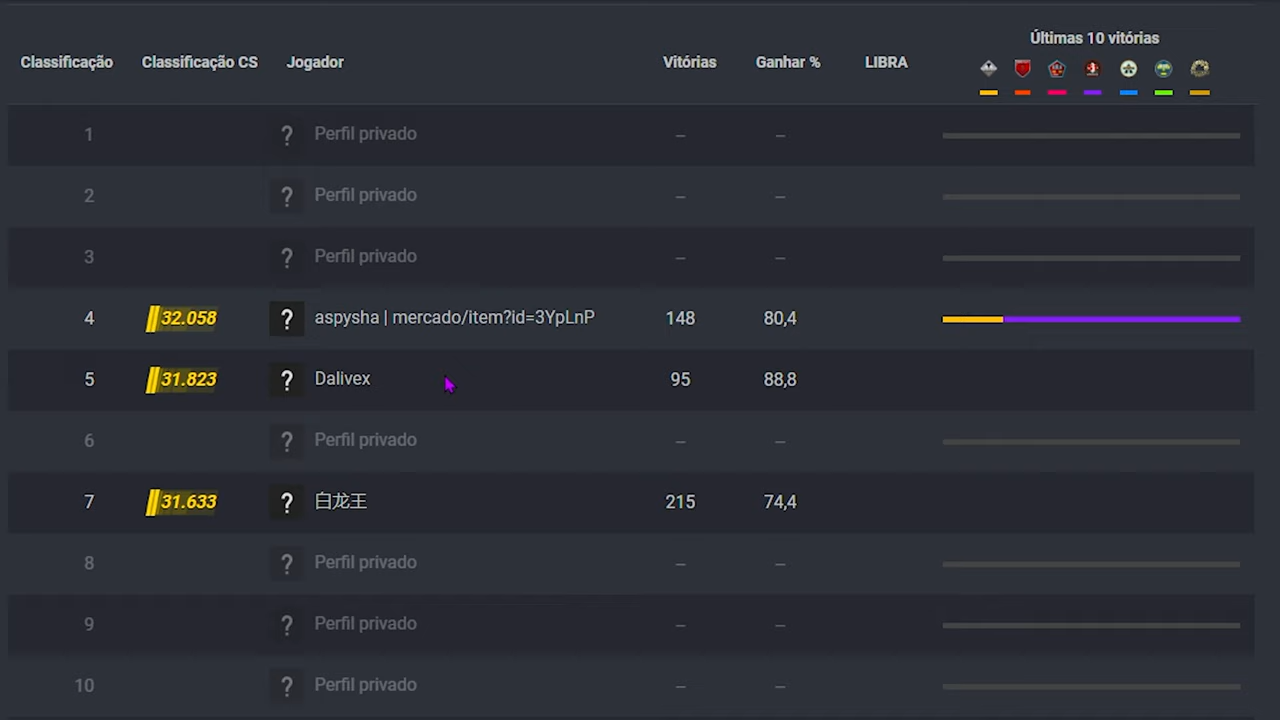 Últimas 10 vitórias
Classificação Classificação CS Jogador Vitórias Ganhar % LIBRA
1 ? Perfil privado – –
2 ? Perfil privado – –
3 ? Perfil privado – –
4 32.058 ? aspysha | mercado/item?id=3YpLnP 148 80,4
5 31.823 ? Dalivex 95 88,8
6 ? Perfil privado – –
7 31.633 ? 白龙王 215 74,4
8 ? Perfil privado – –
9 ? Perfil privado – –
10 ? Perfil privado – –